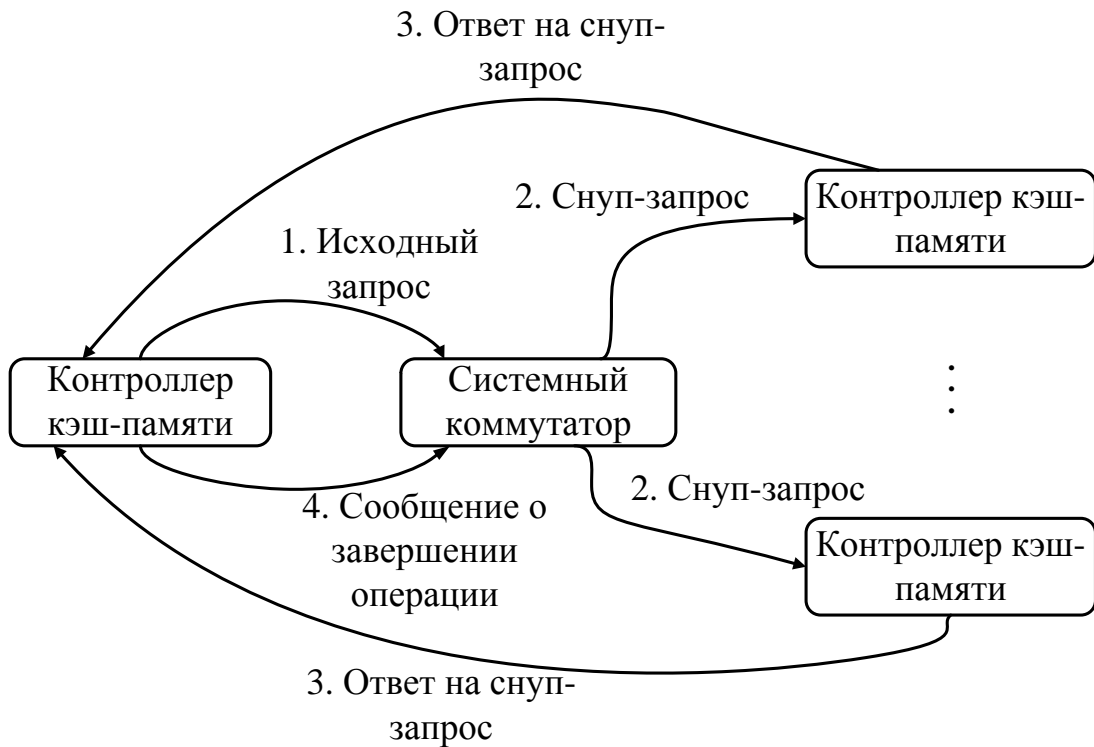 3. Ответ на снуп-
запрос
2. Снуп-запрос
Контроллер кэш-
памяти
1. Исходный
запрос
Контроллер
кэш-памяти
Системный
коммутатор
2. Снуп-запрос
4. Сообщение о
завершении
операции
Контроллер кэш-
памяти
3. Ответ на снуп-
запрос